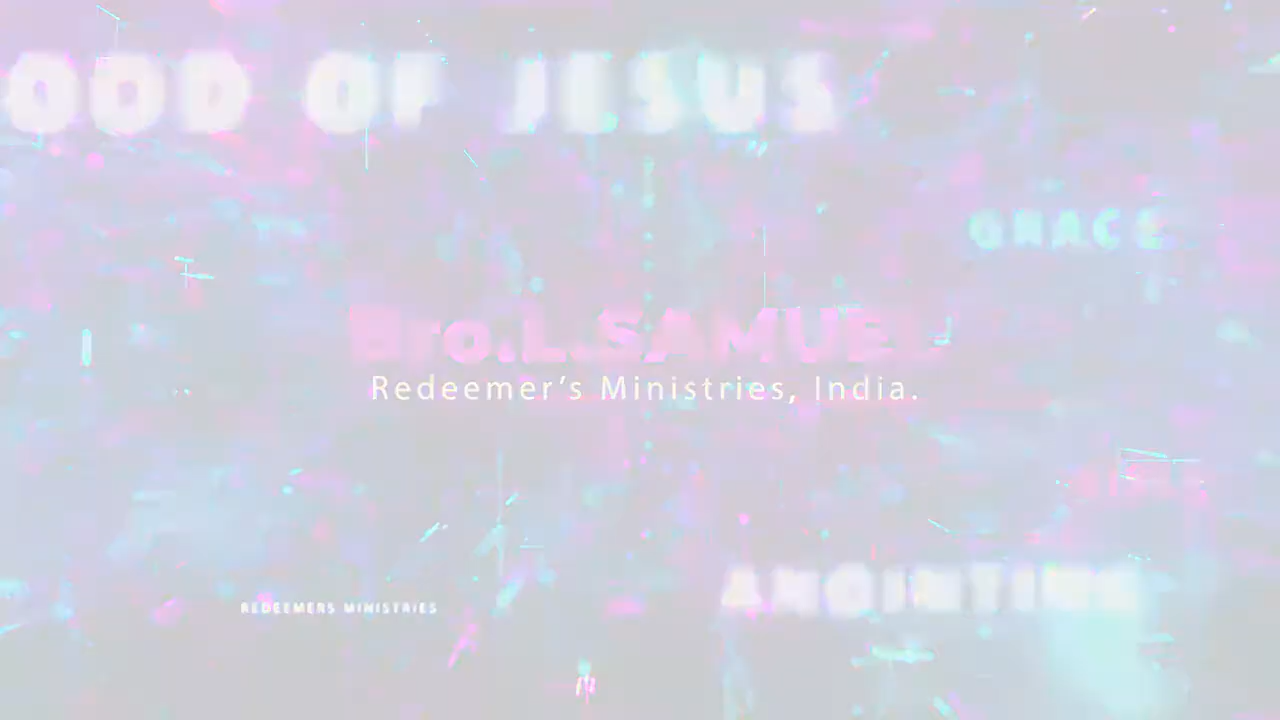 OOD OF JESUS
GRACE
Bro.L.SAMUEL
Redeemer’s Ministries, India.
ANOINTING
REDEEMERS MINISTRIES